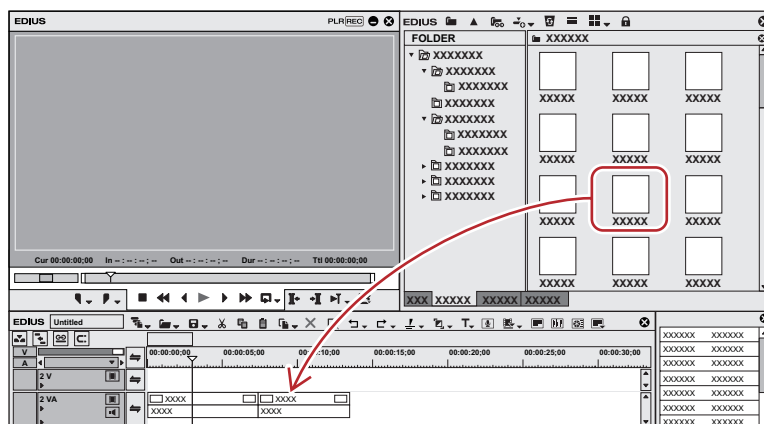 EDIUS
PLR REC
Cur 00:00:00;00 In -- : -- : -- ; -- Out -- : -- : -- ; -- Dur -- : -- : -- ; -- Ttl 00:00:00;00
EDIUS
FOLDER
XXXXXXX
XXXXXXX
XXXXXXX
XXXXXXX
XXXXXXX
XXXXXXX
XXXXXXX
XXXXXXX
XXXXXXX
XXXXXXX
XXXXXX
XXXXX XXXXX XXXXX
XXXXX XXXXX XXXXX
XXXXX XXXXX XXXXX
XXXXX XXXXX XXXXX
XXX XXXXX XXXXX XXXXX
EDIUS Untitled
V
A
00:00:00;00 00:00:05;00 00:00:10;00 00:00:15;00 00:00:20;00 00:00:25;00 00:00:30;00
2 V
2 VA
XXXX XXXX
XXXX XXXX
XXXXXX XXXXXX
XXXXXX XXXXXX
XXXXXX XXXXXX
XXXXXX XXXXXX
XXXXXX XXXXXX
XXXXXX XXXXXX
XXXXXX XXXXXX